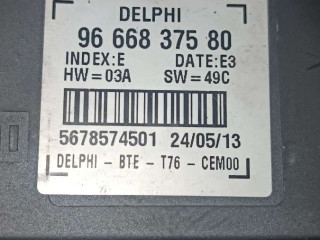 DELPHI
96 668 375 80
INDEX:E DATE:E3
HW=03A SW=49C
5678574501 24/05/13
DELPHI - BTE - T76 - CEM00